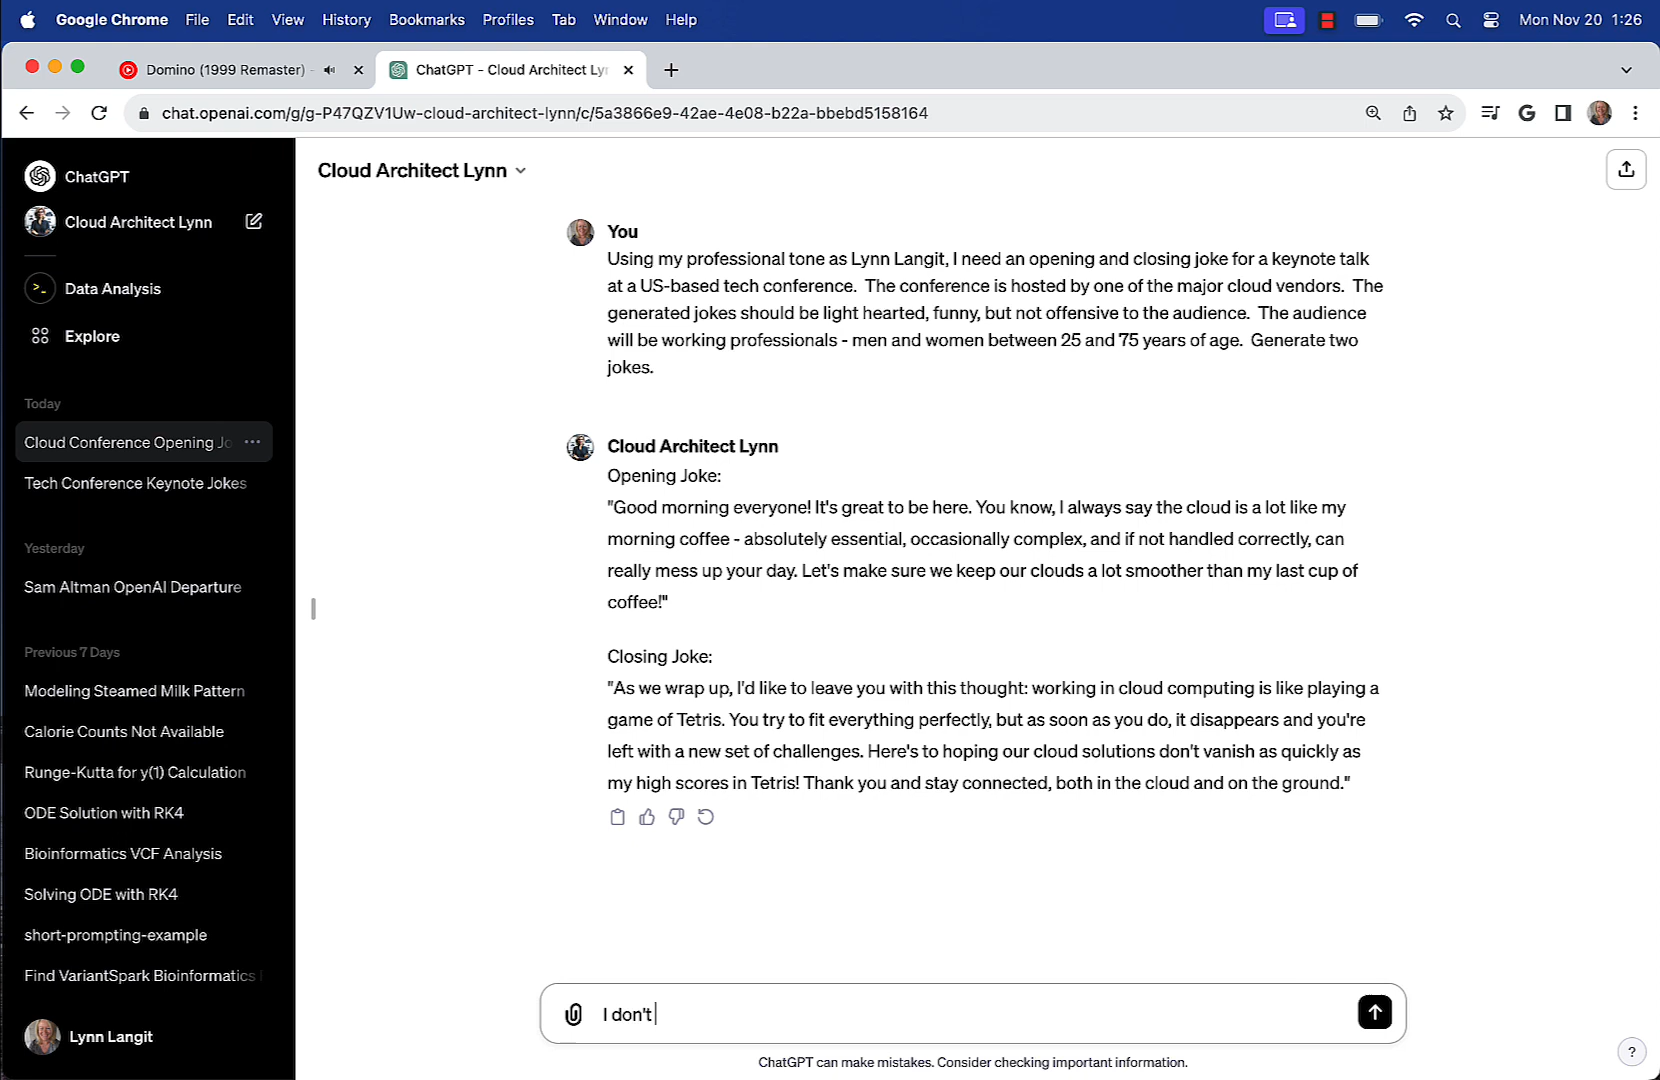 Google Chrome File Edit View History Bookmarks Profiles Tab Window Help Mon Nov 20 1:26
Domino (1999 Remaster) -
ChatGPT - Cloud Architect Lyn
chat.openai.com/g/g-P47QZV1Uw-cloud-architect-lynn/c/5a3866e9-42ae-4e08-b22a-bbebd5158164
ChatGPT
Cloud Architect Lynn
Data Analysis
Explore
Today
Cloud Conference Opening Jo
Tech Conference Keynote Jokes
Yesterday
Sam Altman OpenAI Departure
Previous 7 Days
Modeling Steamed Milk Pattern
Calorie Counts Not Available
Runge-Kutta for y(1) Calculation
ODE Solution with RK4
Bioinformatics VCF Analysis
Solving ODE with RK4
short-prompting-example
Find VariantSpark Bioinformatics
Lynn Langit
Cloud Architect Lynn
You
Using my professional tone as Lynn Langit, I need an opening and closing joke for a keynote talk
at a US-based tech conference. The conference is hosted by one of the major cloud vendors. The
generated jokes should be light hearted, funny, but not offensive to the audience. The audience
will be working professionals - men and women between 25 and 75 years of age. Generate two
jokes.
Cloud Architect Lynn
Opening Joke:
"Good morning everyone! It's great to be here. You know, I always say the cloud is a lot like my
morning coffee - absolutely essential, occasionally complex, and if not handled correctly, can
really mess up your day. Let's make sure we keep our clouds a lot smoother than my last cup of
coffee!"
Closing Joke:
"As we wrap up, I'd like to leave you with this thought: working in cloud computing is like playing a
game of Tetris. You try to fit everything perfectly, but as soon as you do, it disappears and you're
left with a new set of challenges. Here's to hoping our cloud solutions don't vanish as quickly as
my high scores in Tetris! Thank you and stay connected, both in the cloud and on the ground."
I don't
ChatGPT can make mistakes. Consider checking important information.
?